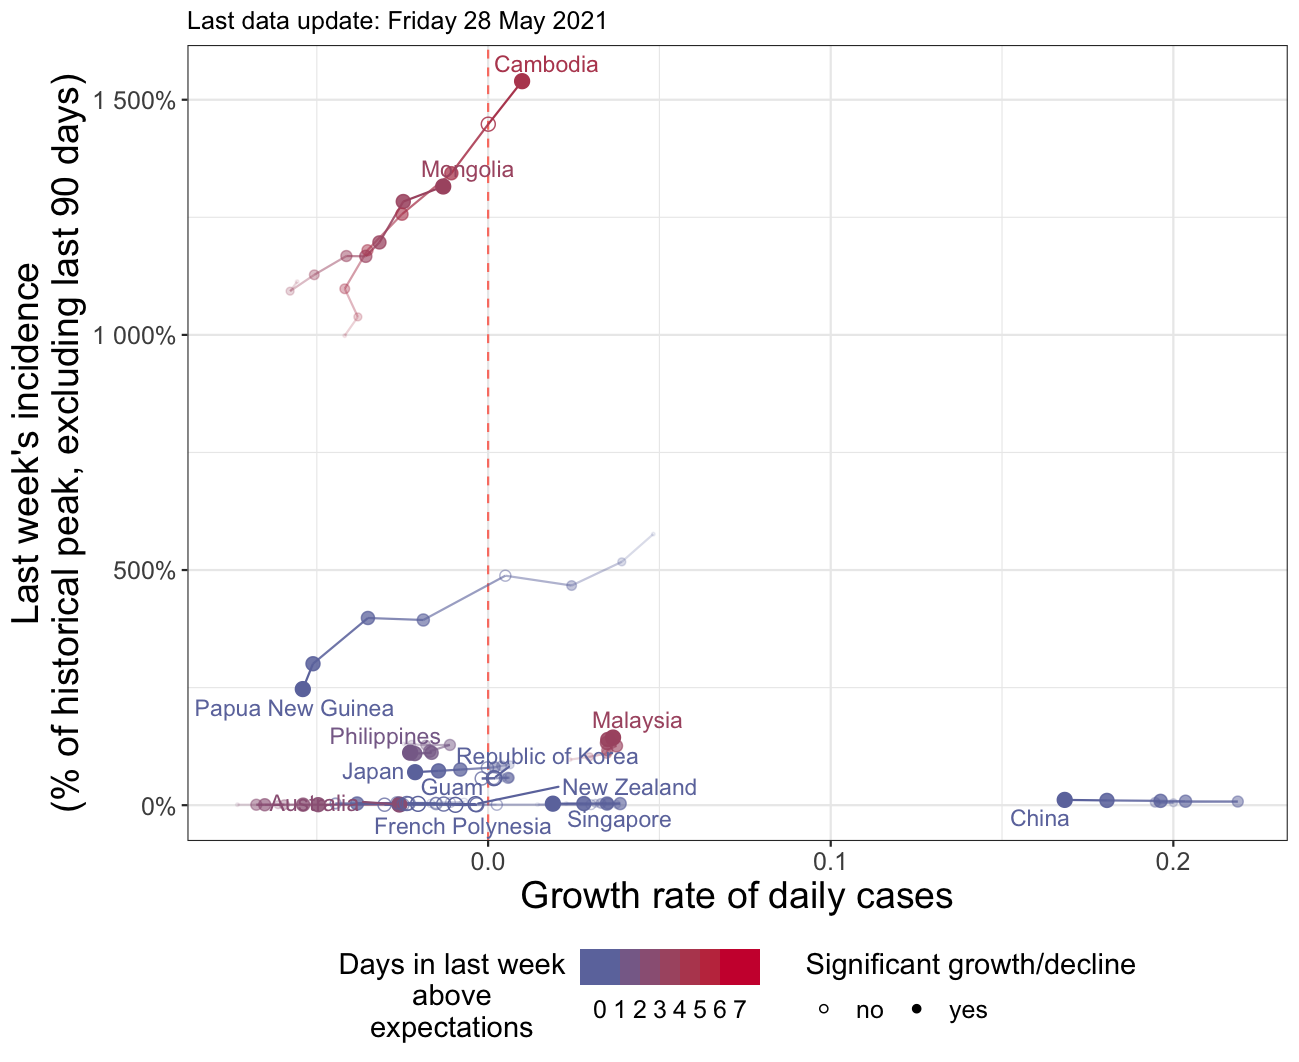 Last data update: Friday 28 May 2021
Last week's incidence
(% of historical peak, excluding last 90 days)
1 500%
1 000%
500%
0%
Cambodia
Mongolia
Papua New Guinea
Malaysia
Philippines
Republic of Korea
Japan
Guam
New Zealand
Australia
French Polynesia
Singapore
China
0.0
0.1
0.2
Growth rate of daily cases
Days in last week
above
expectations
0 1 2 3 4 5 6 7
Significant growth/decline
no
yes